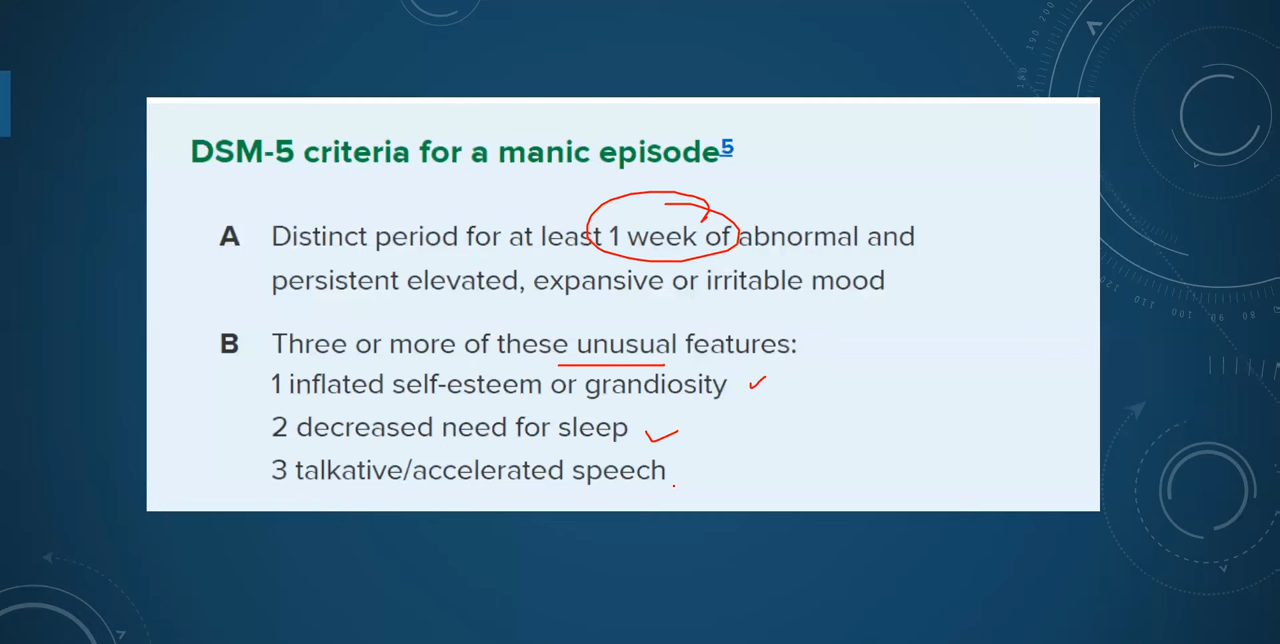 DSM-5 criteria for a manic episode5
A Distinct period for at least 1 week of abnormal and
persistent elevated, expansive or irritable mood
B Three or more of these unusual features:
1 inflated self-esteem or grandiosity
2 decreased need for sleep
3 talkative/accelerated speech